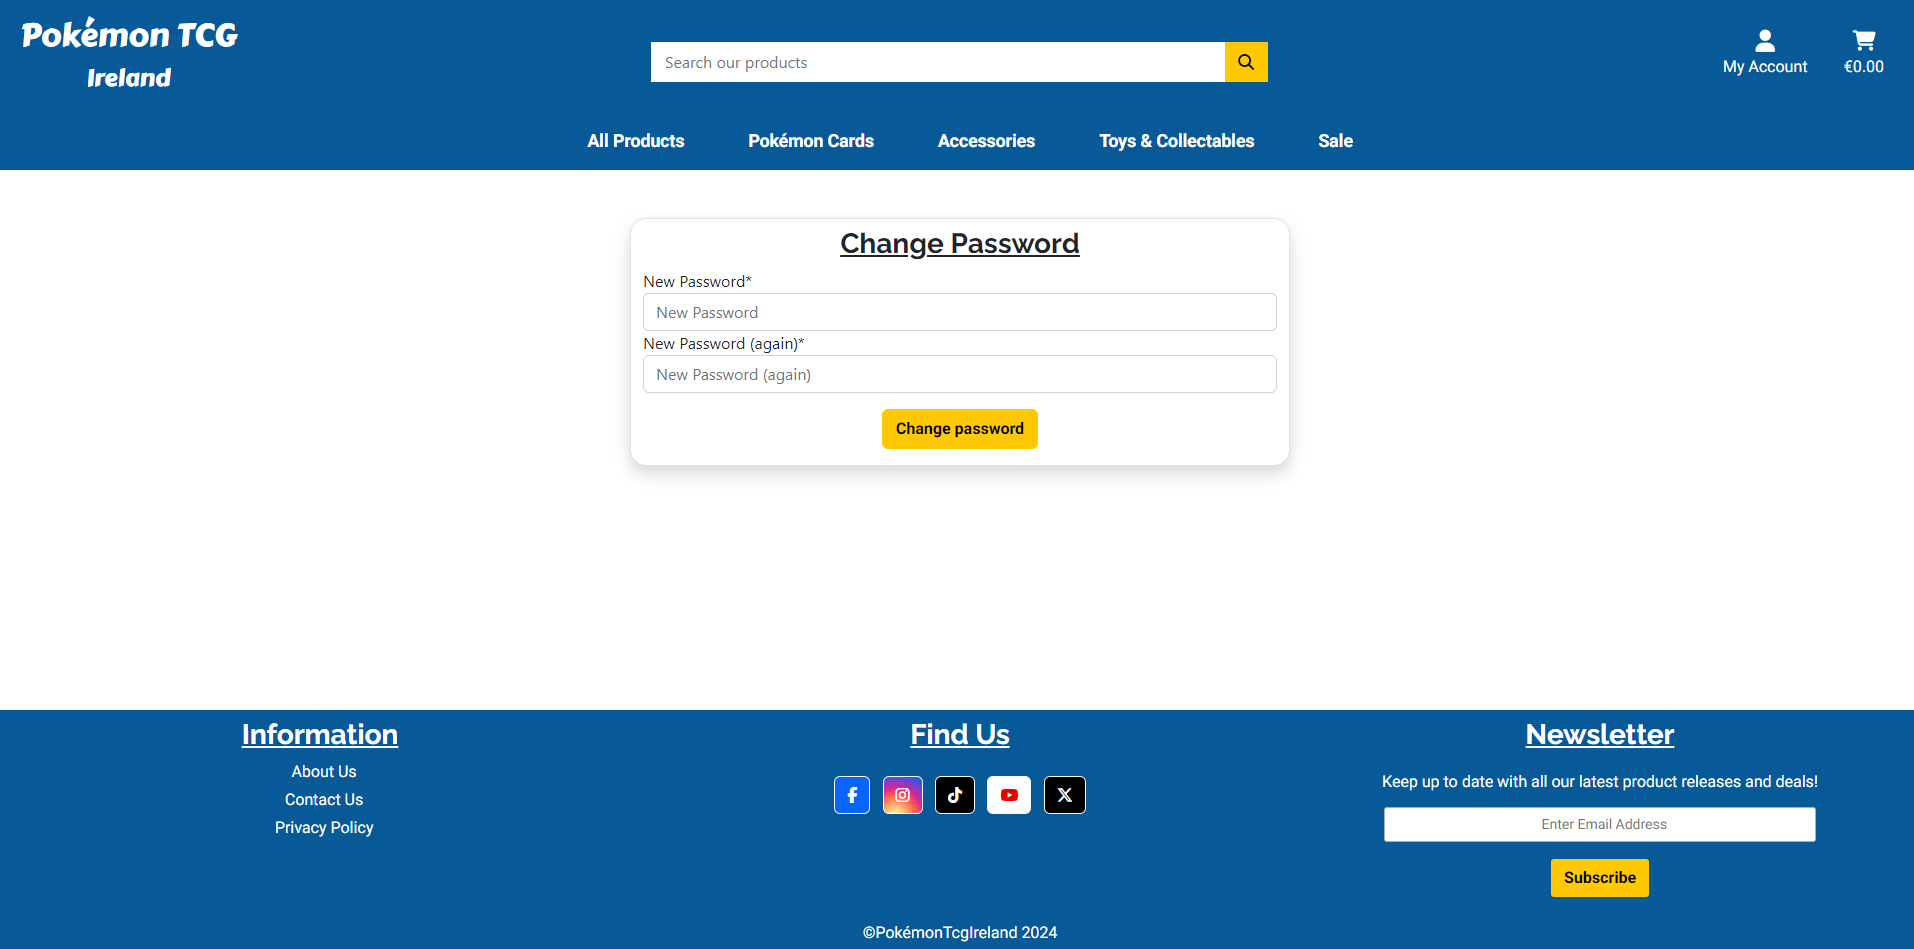 Pokémon TCG
Ireland
Search our products
My Account
€0.00
All Products
Pokémon Cards
Accessories
Toys & Collectables
Sale
Change Password
New Password*
New Password
New Password (again)*
New Password (again)
Change password
Information
About Us
Contact Us
Privacy Policy
Find Us
Newsletter
Keep up to date with all our latest product releases and deals!
Enter Email Address
Subscribe
©PokémonTcgIreland 2024